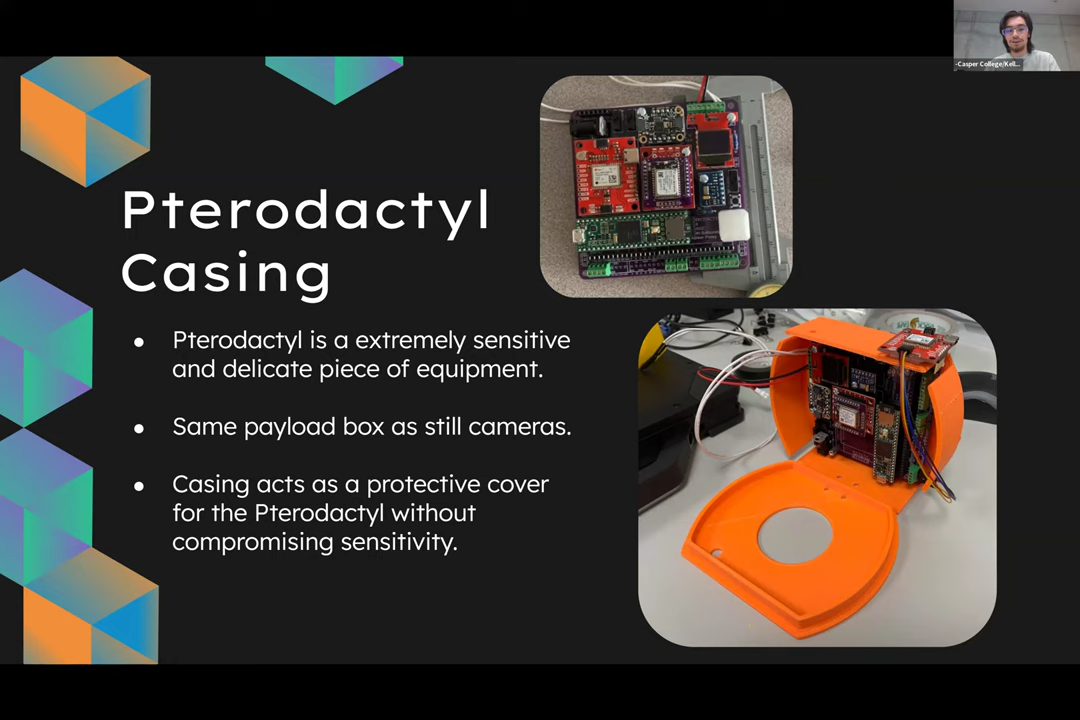 -Casper College/Kell...
Pterodactyl
Casing
Pterodactyl is a extremely sensitive
and delicate piece of equipment.
Same payload box as still cameras.
Casing acts as a protective cover
for the Pterodactyl without
compromising sensitivity.